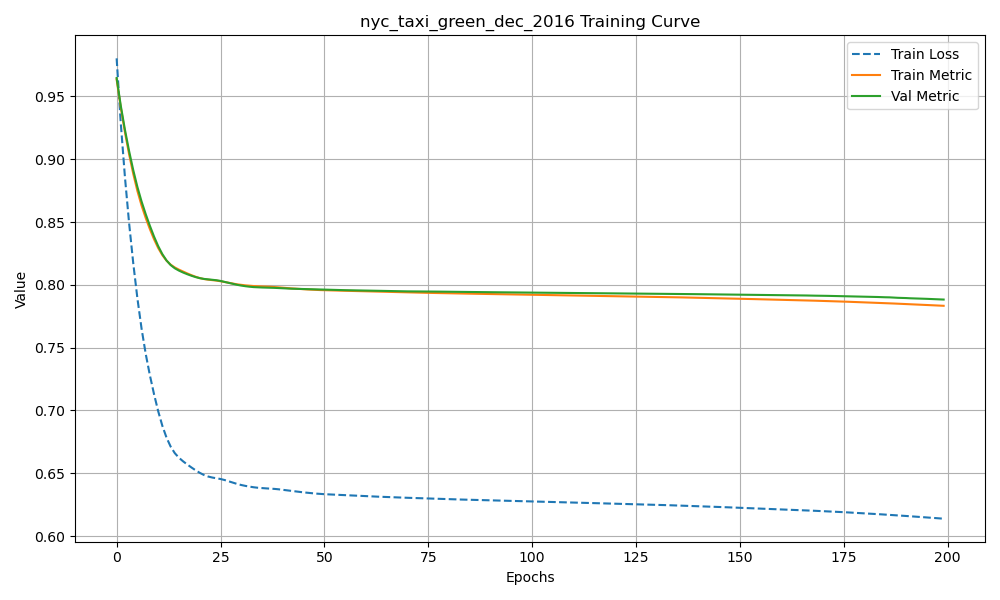 nyc_taxi_green_dec_2016 Training Curve
Train Loss
Train Metric
Val Metric
Value
0.95
0.90
0.85
0.80
0.75
0.70
0.65
0.60
0
25
50
75
100
125
150
175
200
Epochs